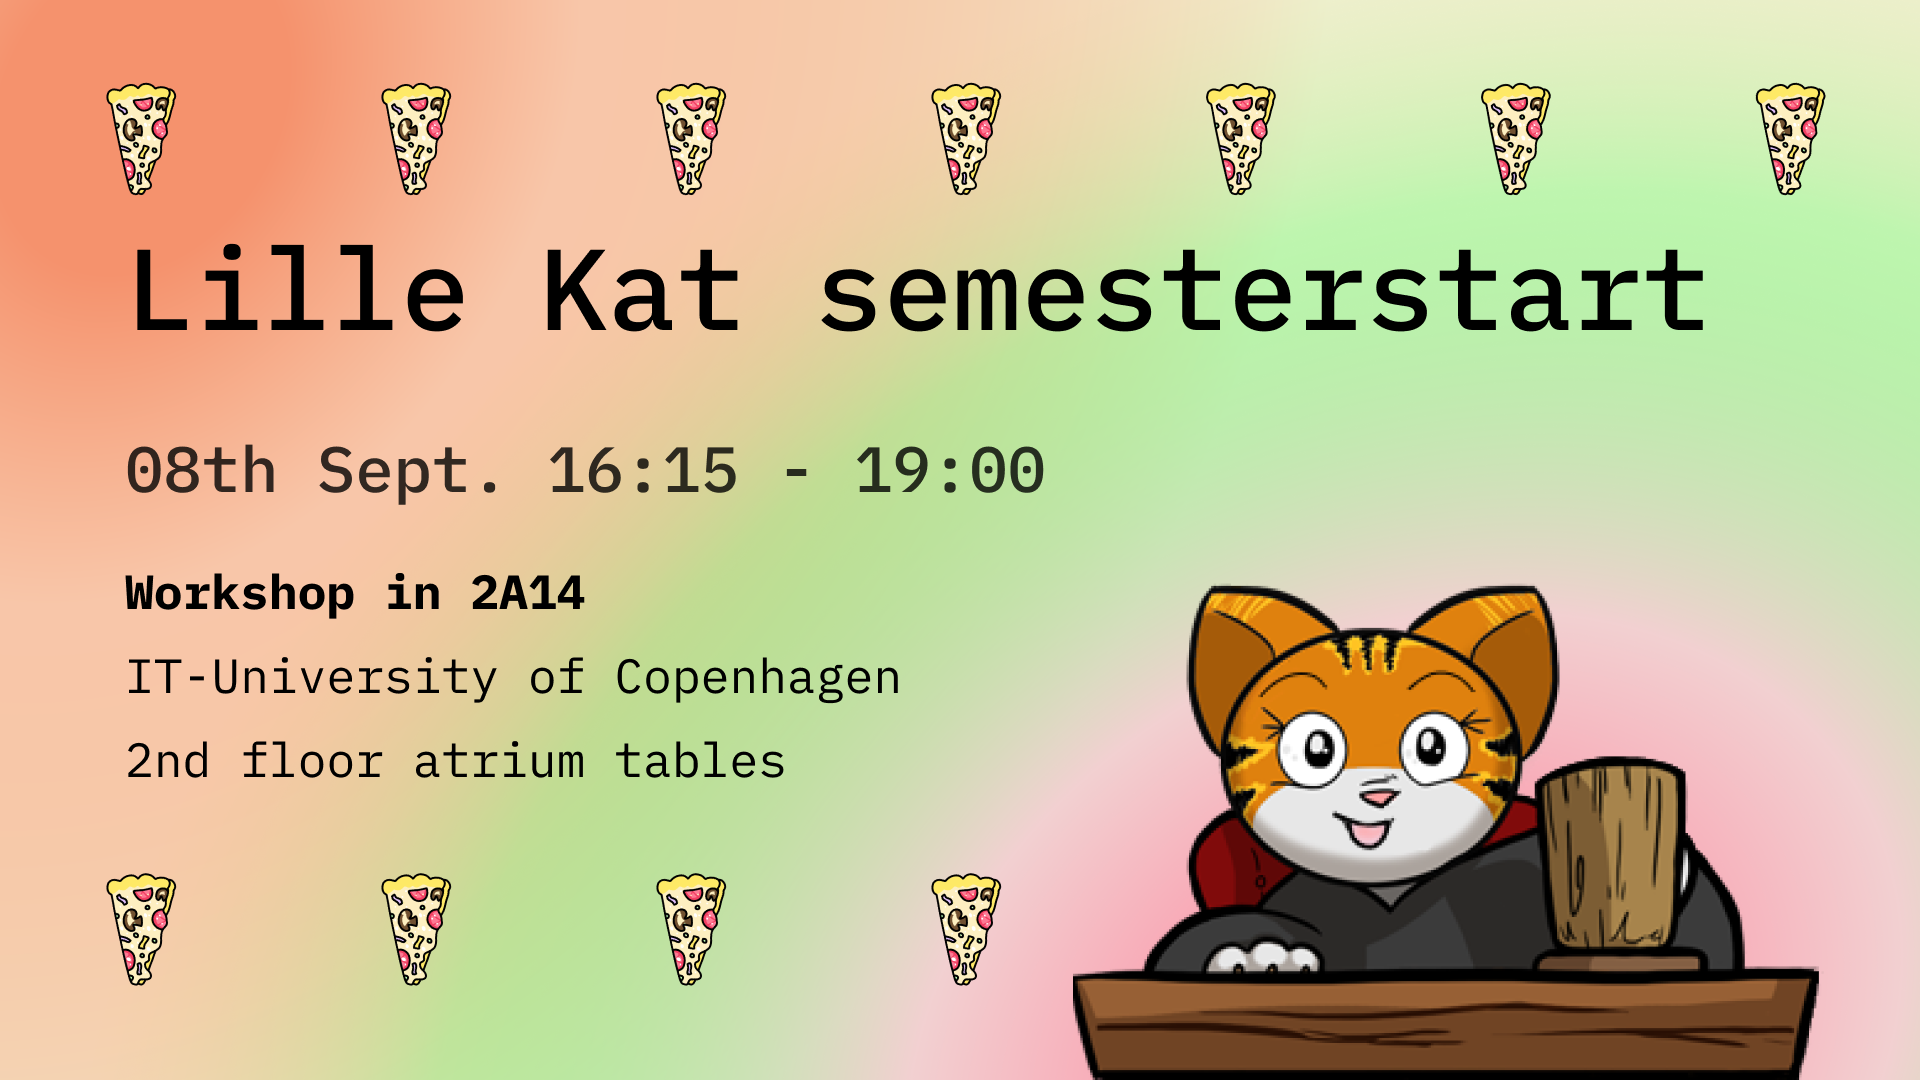 Lille Kat semesterstart
08th Sept. 16:15 - 19:00
Workshop in 2A14
IT-University of Copenhagen
2nd floor atrium tables